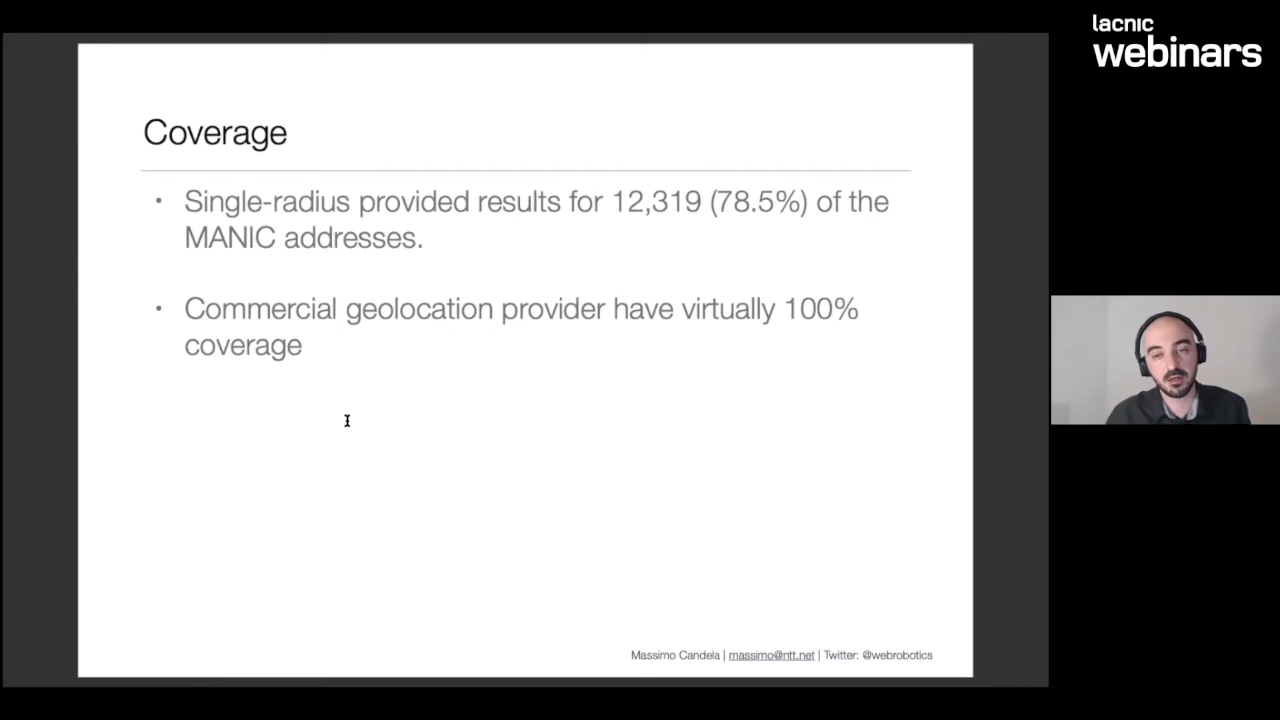 lacnic
webinars
Coverage
• Single-radius provided results for 12,319 (78.5%) of the
MANIC addresses.
• Commercial geolocation provider have virtually 100%
coverage
Massimo Candela | massimo@ntt.net | Twitter: @webrobotics